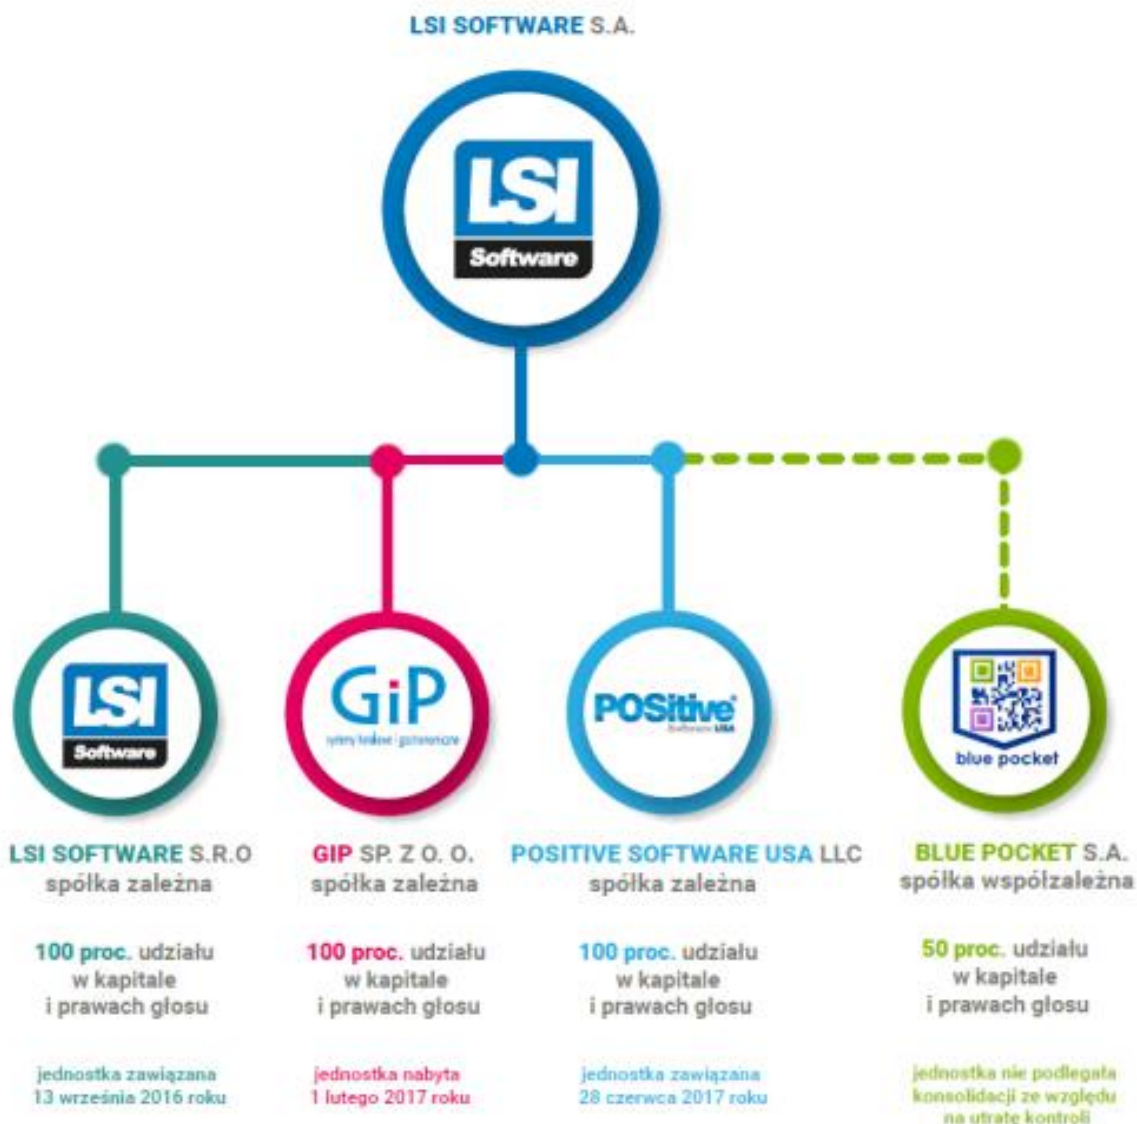 LSI SOFTWARE S.A.
LSI
Software
LSI
Software
GiP
systemy hotelowe i gastronomiczne
POSitive
Software USA
blue pocket
LSI SOFTWARE S.R.O
spółka zależna
100 proc. udziału
w kapitale
i prawach głosu
jednostka zawiązana
13 września 2016 roku
GIP SP. Z O. O.
spółka zależna
100 proc. udziału
w kapitale
i prawach głosu
jednostka nabyta
1 lutego 2017 roku
POSITIVE SOFTWARE USA LLC
spółka zależna
100 proc. udziału
w kapitale
i prawach głosu
jednostka zawiązana
28 czerwca 2017 roku
BLUE POCKET S.A.
spółka współzależna
50 proc. udziału
w kapitale
i prawach głosu
jednostka nie podlegała
konsolidacji ze względu
na utratę kontroli